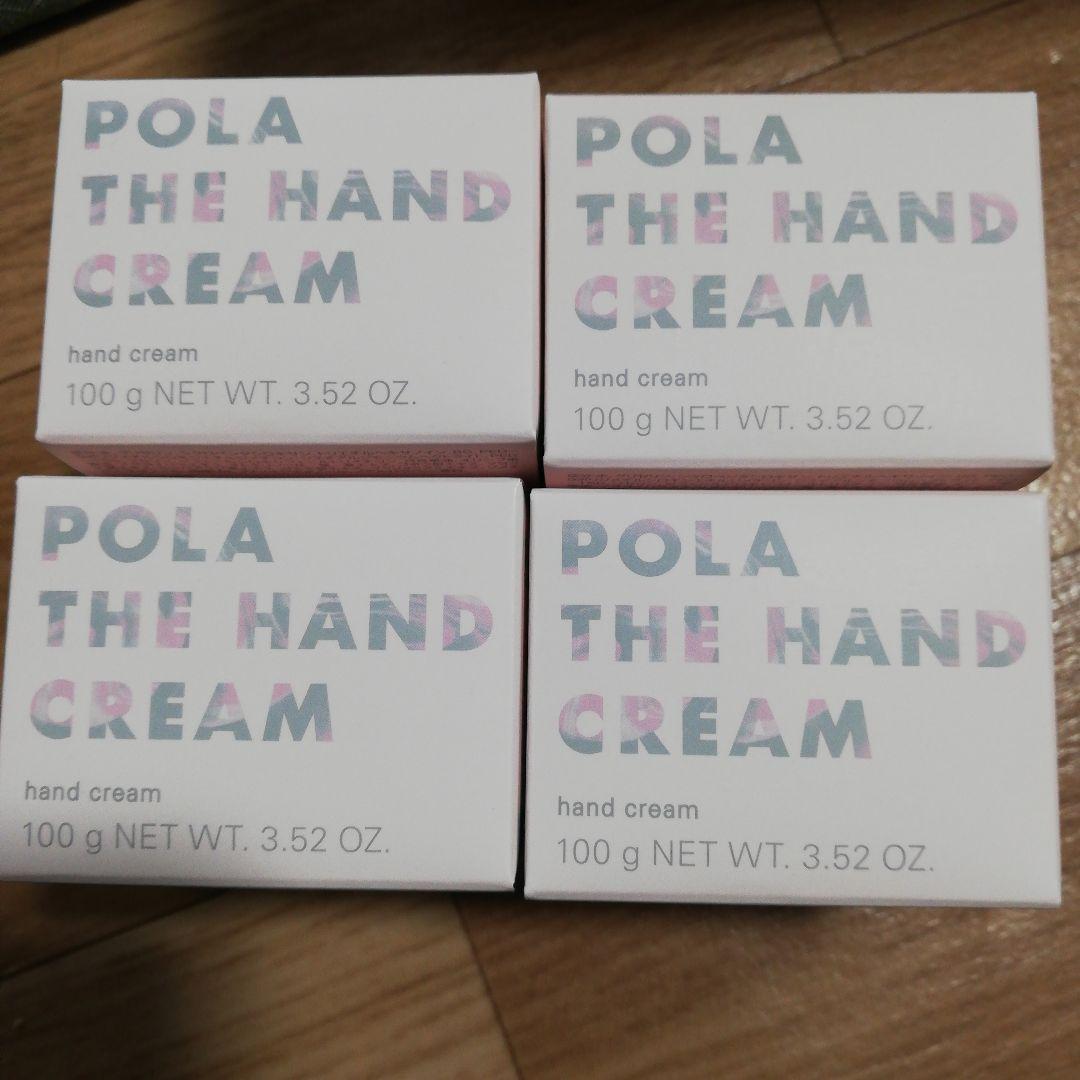 POLA
THE HAND
CREAM
hand cream
100 g NET WT. 3.52 OZ.
POLA
THE HAND
CREAM
hand cream
100 g NET WT. 3.52 OZ.
POLA
THE HAND
CREAM
hand cream
100 g NET WT. 3.52 OZ.
POLA
THE HAND
CREAM
hand cream
100 g NET WT. 3.52 OZ.